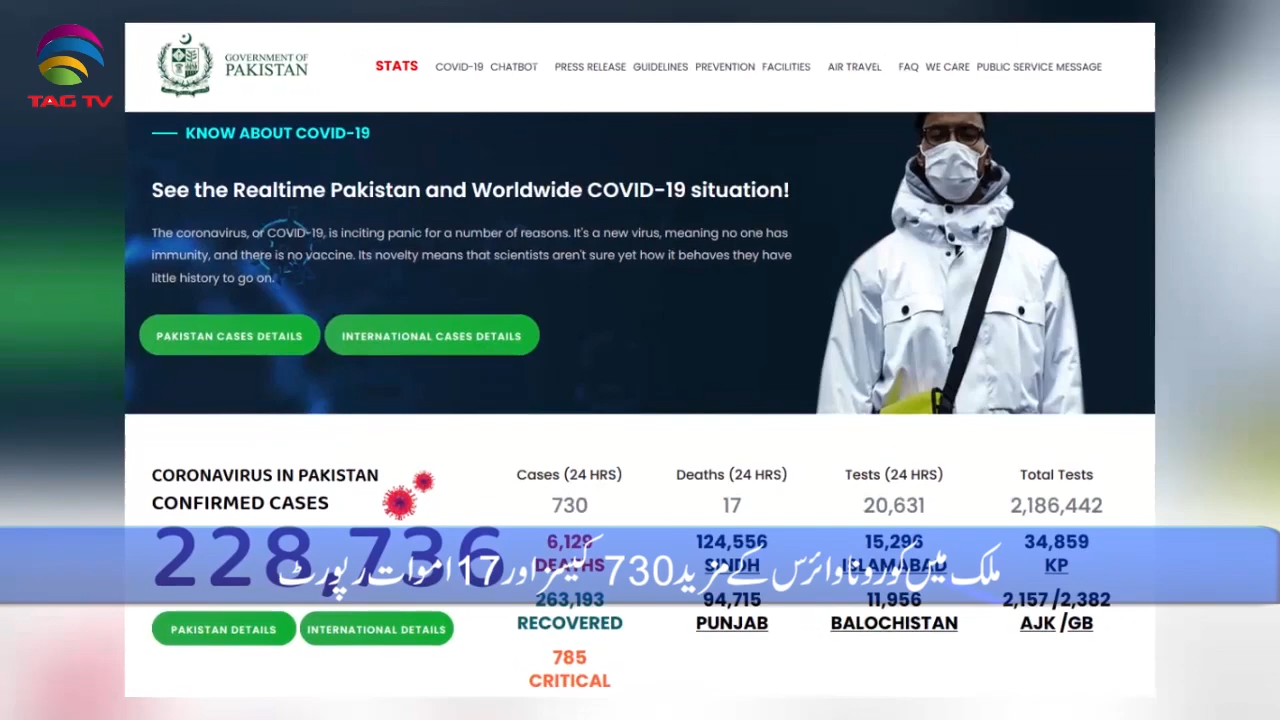 TAG TV
GOVERNMENT OF
PAKISTAN
STATS COVID-19 CHATBOT PRESS RELEASE GUIDELINES PREVENTION FACILITIES AIR TRAVEL FAQ WE CARE PUBLIC SERVICE MESSAGE
KNOW ABOUT COVID-19
See the Realtime Pakistan and Worldwide COVID-19 situation!
The coronavirus, or COVID-19, is inciting panic for a number of reasons. It's a new virus, meaning no one has
immunity, and there is no vaccine. Its novelty means that scientists aren't sure yet how it behaves they have
little history to go on.
PAKISTAN CASES DETAILS INTERNATIONAL CASES DETAILS
CORONAVIRUS IN PAKISTAN
CONFIRMED CASES
228,736
PAKISTAN DETAILS INTERNATIONAL DETAILS
Cases (24 HRS) Deaths (24 HRS) Tests (24 HRS) Total Tests
730 17 20,631 2,186,442
6,129 124,556 15,296 34,859
DEATHS SINDH ISLAMABAD KP
263,193 94,715 11,956 2,157 /2,382
RECOVERED PUNJAB BALOCHISTAN AJK /GB
785
CRITICAL
ملک میں کورونا وائرس کے مزید 730 کیسز اور 17 اموات رپورٹ